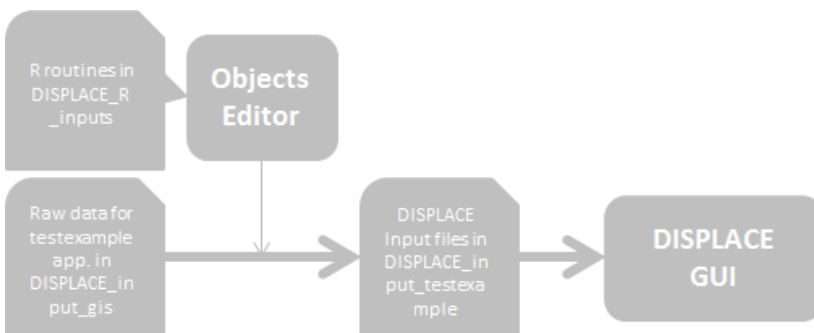 R routines in
DISPLACE_R
_inputs
Objects
Editor
Raw data for
testexample
app. in
DISPLACE_in
put_gis
DISPLACE
Input files in
DISPLACE_in
put_testexa
mple
DISPLACE
GUI